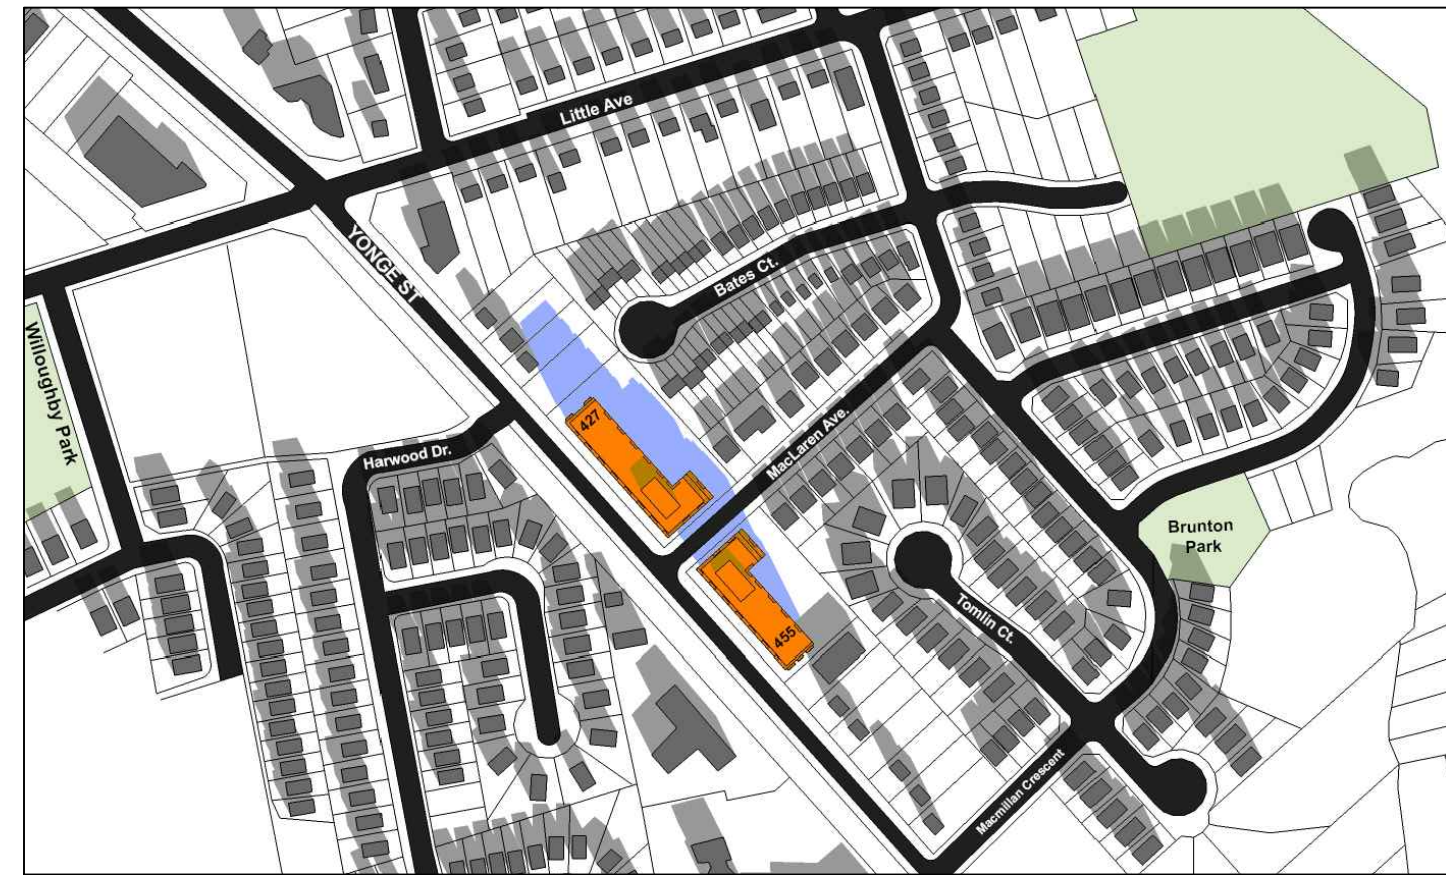 Little Ave
YONGE ST
Bates Ct.
Willoughby Park
427
MacLaren Ave.
Harwood Dr.
Brunton
Park
455
Tomlin Ct.
Macmillan Crescent